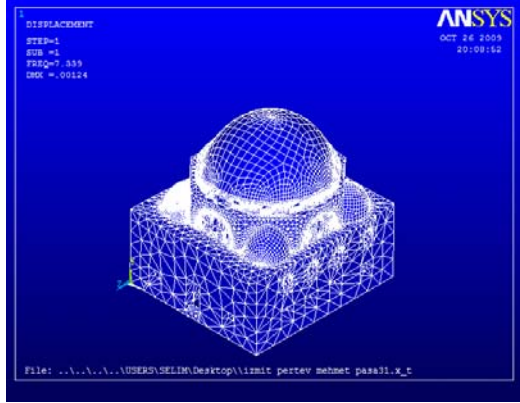 1
DISPLACEMENT
STEP=1
SUB =1
FREQ=7.339
DMX =.00124
ANSYS
OCT 26 2009
20:08:52
File: ..\..\..\..\USERS\SELIM\Desktop\\izmit pertev mehmet pasa31.x_t